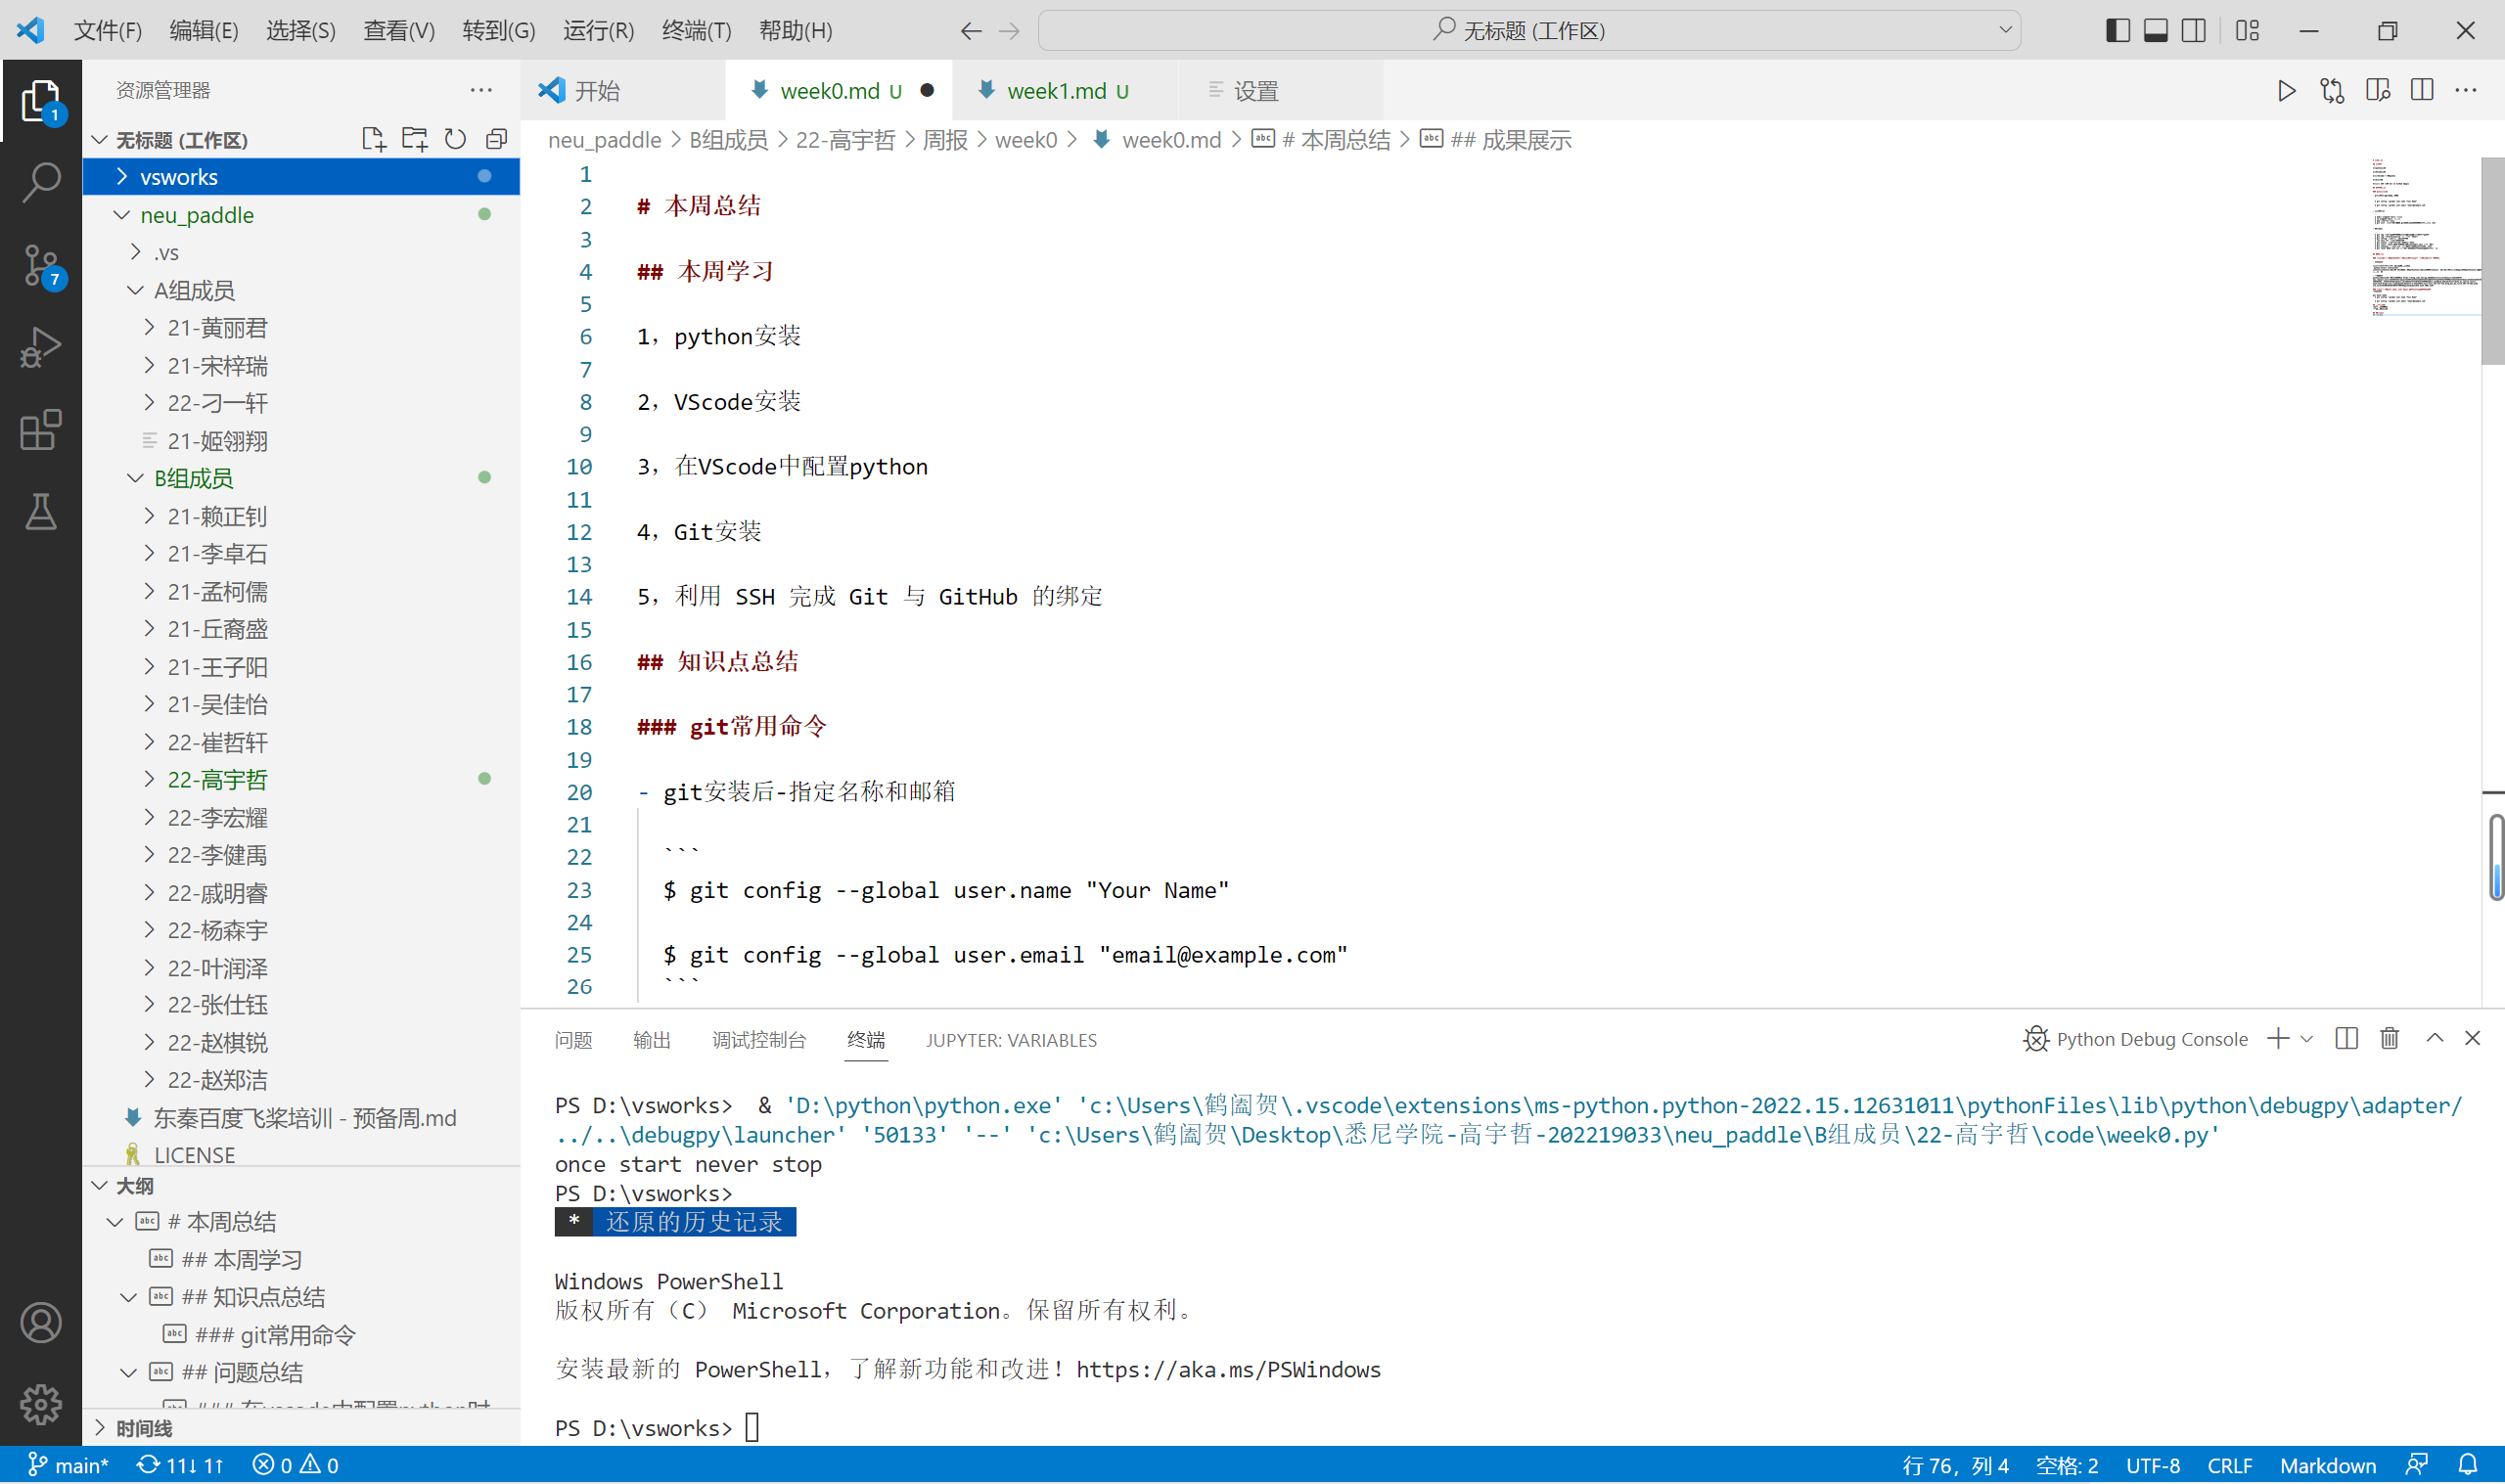 文件(F) 编辑(E) 选择(S) 查看(V) 转到(G) 运行(R) 终端(T) 帮助(H) 无标题 (工作区)
资源管理器
开始 week0.md U week1.md U 设置
无标题 (工作区)
neu_paddle > B组成员 > 22-高宇哲 > 周报 > week0 > week0.md > # 本周总结 > ## 成果展示
1
7
vsworks
neu_paddle
.vs
A组成员
21-黄丽君
21-宋梓瑞
22-刁一轩
21-姬翎翔
B组成员
21-赖正钊
21-李卓石
21-孟柯儒
21-丘裔盛
21-王子阳
21-吴佳怡
22-崔哲轩
22-高宇哲
22-李宏耀
22-李健禹
22-戚明睿
22-杨森宇
22-叶润泽
22-张仕钰
22-赵棋锐
22-赵郑洁
东秦百度飞桨培训 - 预备周.md
LICENSE
大纲
# 本周总结
## 本周学习
## 知识点总结
### git常用命令
## 问题总结
### 在vscode中配置python时
时间线
1
2 # 本周总结
3
4 ## 本周学习
5
6 1，python安装
7
8 2，VScode安装
9
10 3，在VScode中配置python
11
12 4，Git安装
13
14 5，利用 SSH 完成 Git 与 GitHub 的绑定
15
16 ## 知识点总结
17
18 ### git常用命令
19
20 - git安装后-指定名称和邮箱
21
22 ```
23 $ git config --global user.name "Your Name"
24
25 $ git config --global user.email "email@example.com"
26 ```
问题 输出 调试控制台 终端 JUPYTER: VARIABLES Python Debug Console
PS D:\vsworks>  & 'D:\python\python.exe' 'c:\Users\鹤阖贺\.vscode\extensions\ms-python.python-2022.15.12631011\pythonFiles\lib\python\debugpy\adapter/
../..\debugpy\launcher' '50133' '--' 'c:\Users\鹤阖贺\Desktop\悉尼学院-高宇哲-202219033\neu_paddle\B组成员\22-高宇哲\code\week0.py'
once start never stop
PS D:\vsworks>
* 还原的历史记录
Windows PowerShell
版权所有（C） Microsoft Corporation。保留所有权利。
安装最新的 PowerShell，了解新功能和改进！https://aka.ms/PSWindows
PS D:\vsworks>
main* 11↓ 1↑ 0 0 行 76，列 4 空格: 2 UTF-8 CRLF Markdown